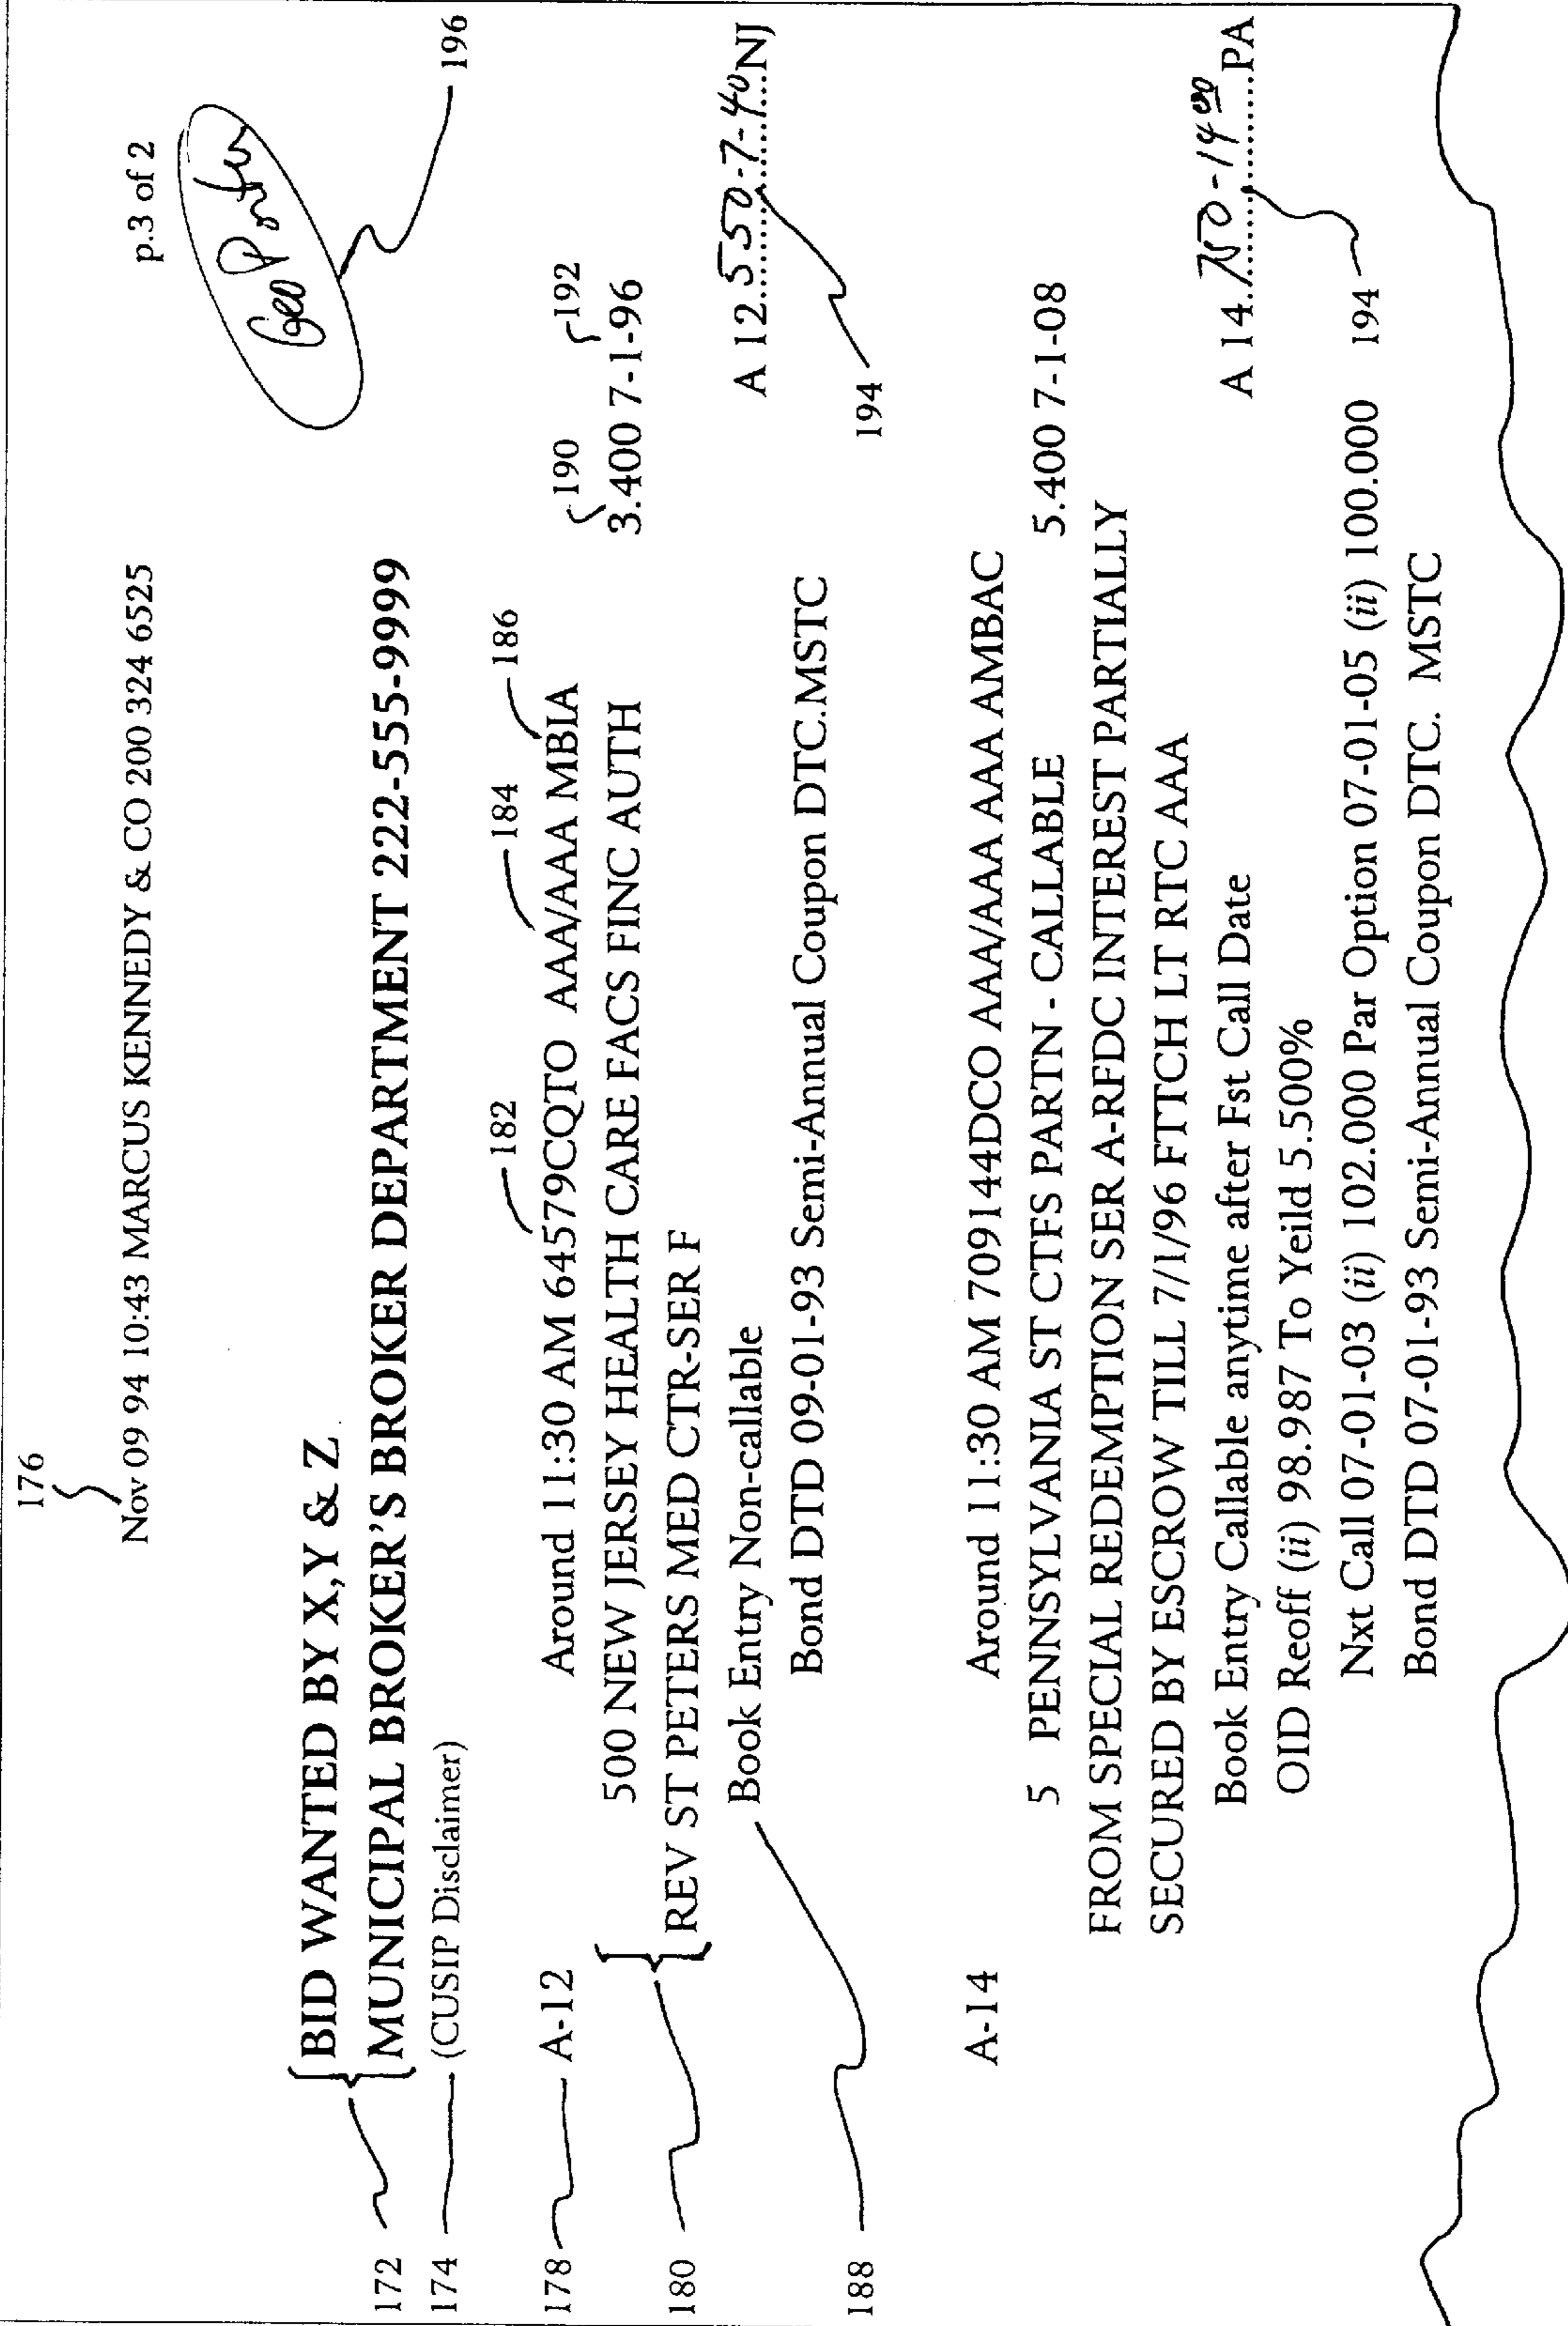 176
Nov 09 94 10:43 MARCUS KENNEDY & CO 200 324 6525
p.3 of 2
196
172
BID WANTED BY X,Y & Z
MUNICIPAL BROKER'S BROKER DEPARTMENT 222-555-9999
174
(CUSIP Disclaimer)
182
184
186
190
192
178
A-12
Around 11:30 AM 64579CQTO AAA/AAA MBIA
180
500 NEW JERSEY HEALTH CARE FACS FINC AUTH 3.400 7-1-96
REV ST PETERS MED CTR-SER F
188
Book Entry Non-callable
A 12.550-7-40...NJ
Bond DTD 09-01-93 Semi-Annual Coupon DTC.MSTC
194
A-14
Around 11:30 AM 709144DCO AAA/AAA AAA AMBAC
5 PENNSYLVANIA ST CTFS PARTN - CALLABLE 5.400 7-1-08
FROM SPECIAL REDEMPTION SER A-RFDC INTEREST PARTIALLY
SECURED BY ESCROW TILL 7/1/96 FTTCH LT RTC AAA
Book Entry Callable anytime after Fst Call Date
A 14.750-14 00 PA
OID Reoff (ii) 98.987 To Yeild 5.500%
Nxt Call 07-01-03 (ii) 102.000 Par Option 07-01-05 (ii) 100.000
194
Bond DTD 07-01-93 Semi-Annual Coupon DTC. MSTC